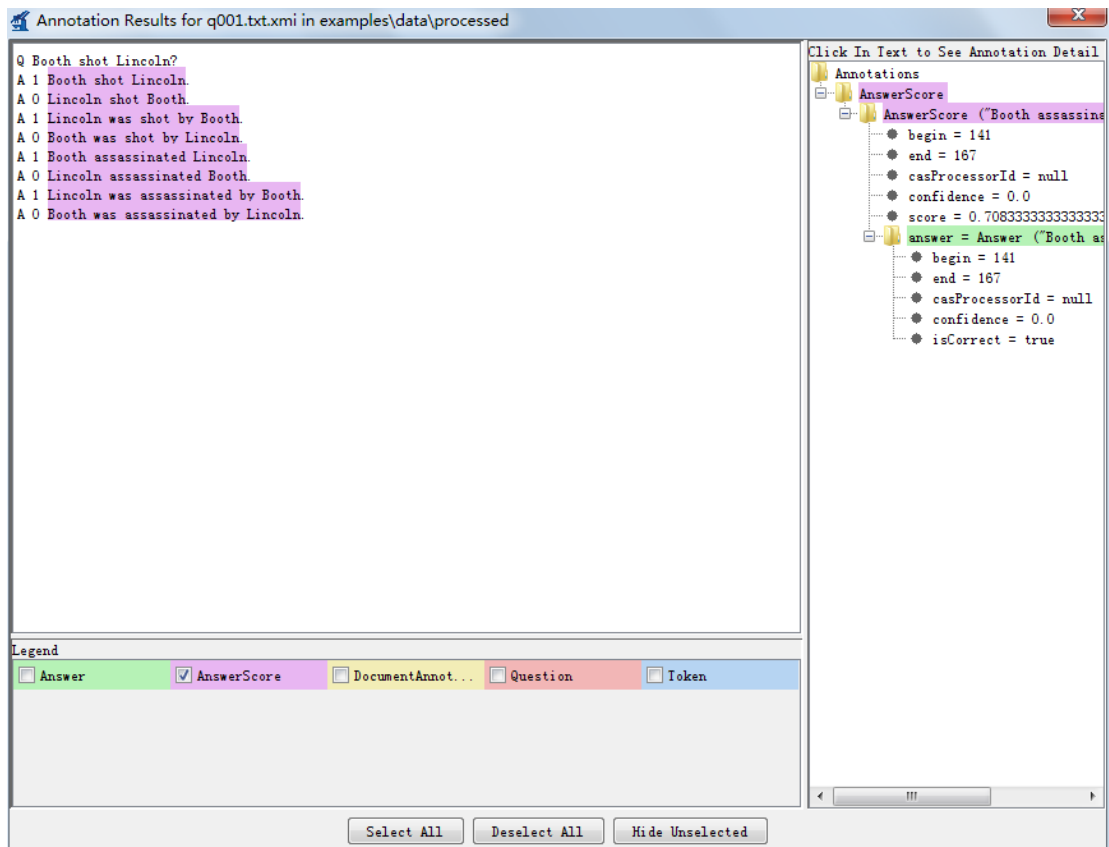 Annotation Results for q001.txt.xmi in examples\data\processed
Q Booth shot Lincoln?
A 1 Booth shot Lincoln.
A 0 Lincoln shot Booth.
A 1 Lincoln was shot by Booth.
A 0 Booth was shot by Lincoln.
A 1 Booth assassinated Lincoln.
A 0 Lincoln assassinated Booth.
A 1 Lincoln was assassinated by Booth.
A 0 Booth was assassinated by Lincoln.
Click In Text to See Annotation Detail
Annotations
AnswerScore
AnswerScore ("Booth assassina
begin = 141
end = 167
casProcessorId = null
confidence = 0.0
score = 0.7083333333333333
answer = Answer ("Booth as
begin = 141
end = 167
casProcessorId = null
confidence = 0.0
isCorrect = true
Legend
Answer AnswerScore DocumentAnnot... Question Token
Select All Deselect All Hide Unselected